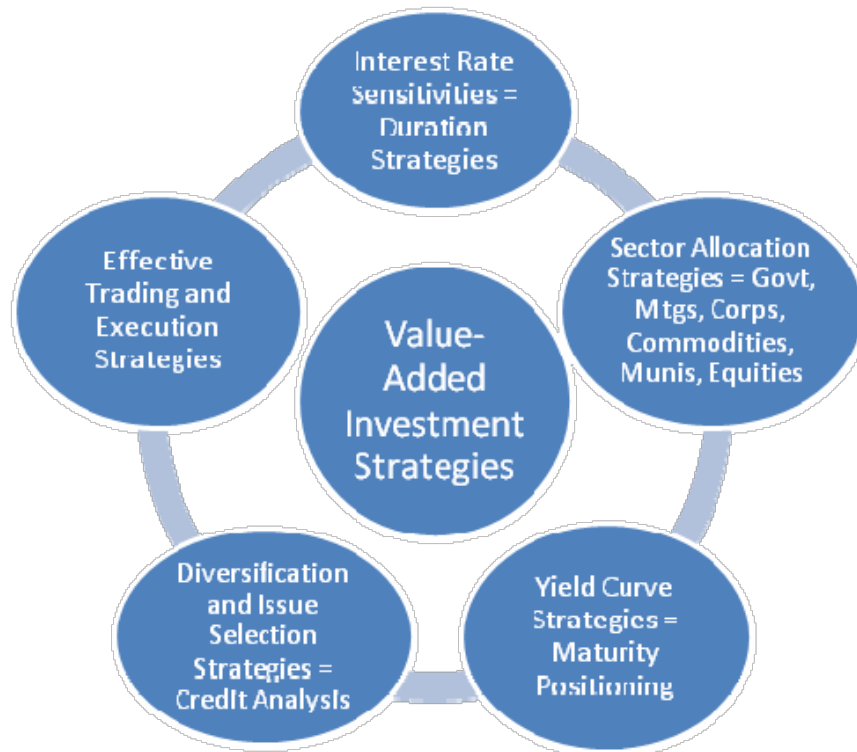 Interest Rate
Sensitivities =
Duration
Strategies
Sector Allocation
Strategies = Govt,
Mtgs, Corps,
Commodities,
Munis, Equities
Yield Curve
Strategies =
Maturity
Positioning
Diversification
and Issue
Selection
Strategies =
Credit Analysis
Effective
Trading and
Execution
Strategies
Value-
Added
Investment
Strategies